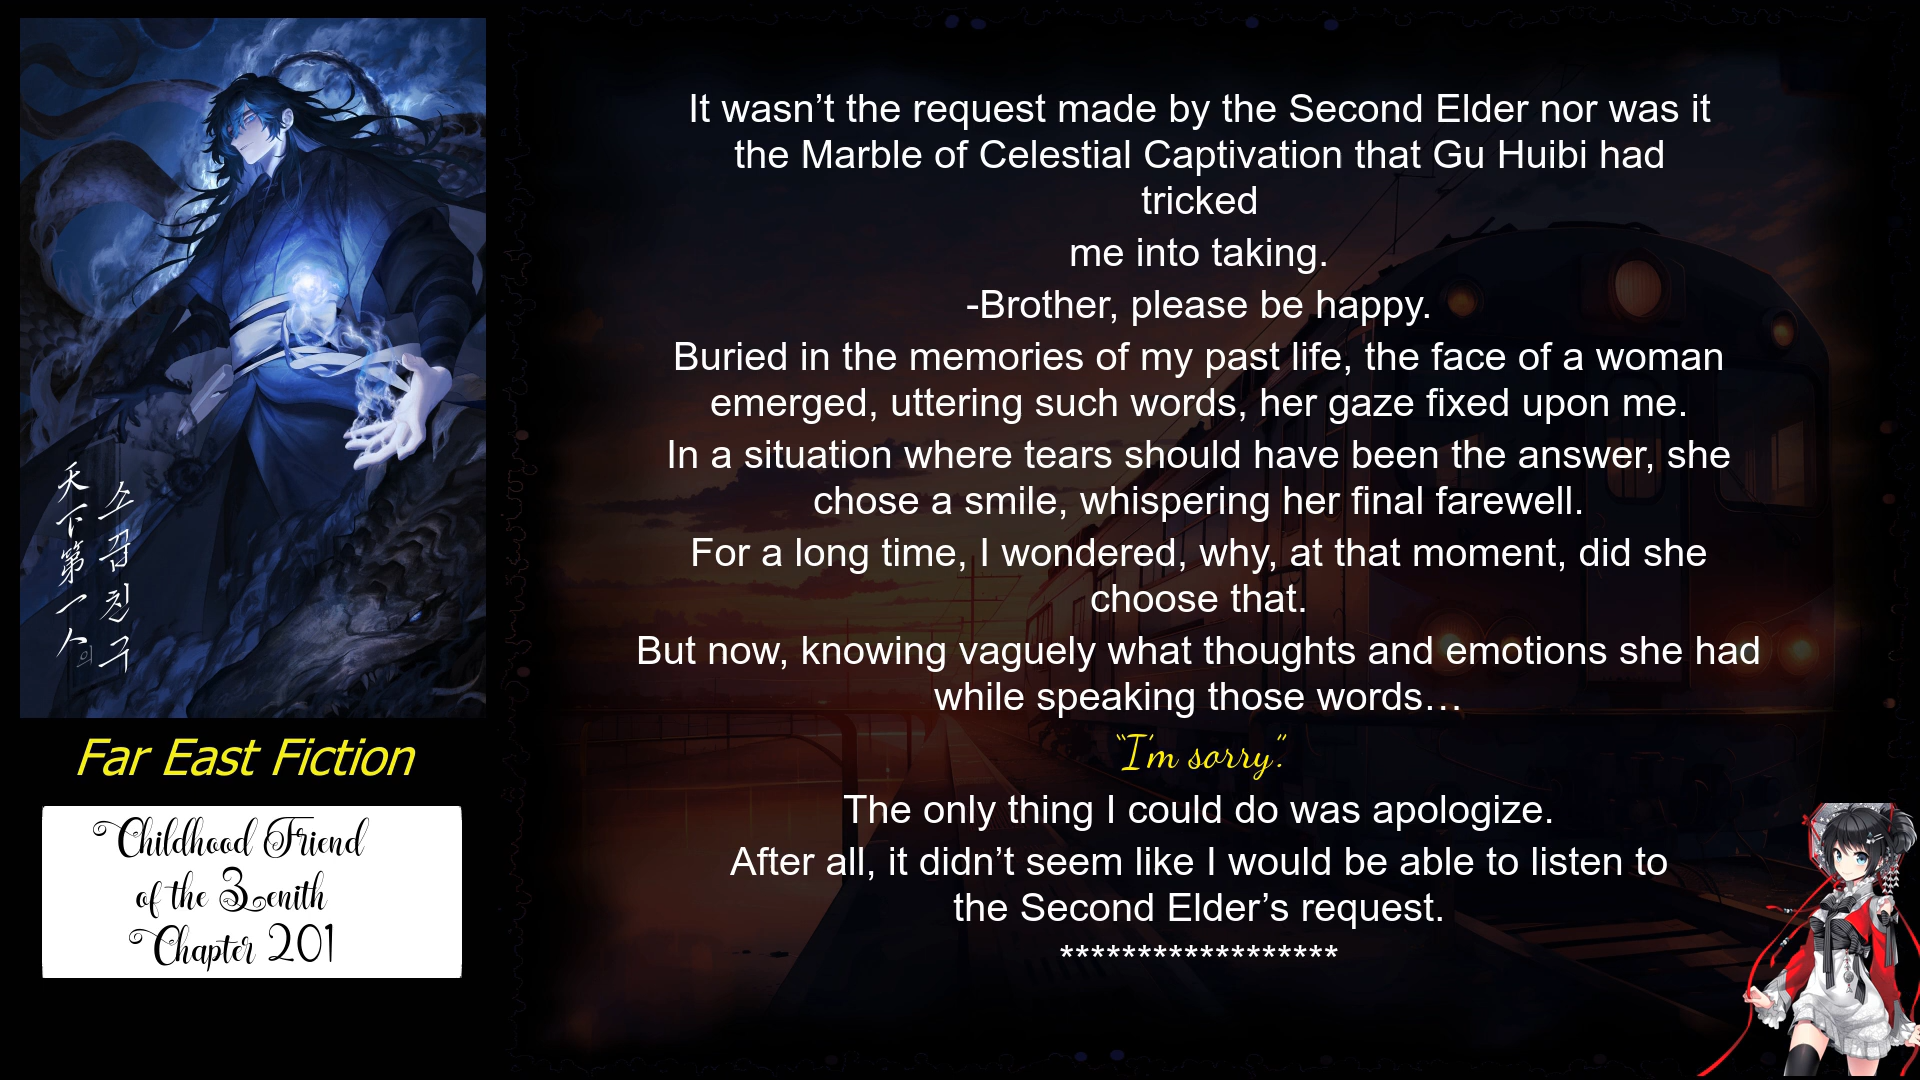 天下第一人의
소꿉친구
Far East Fiction
Childhood Friend
of the Zenith
Chapter 201
It wasn’t the request made by the Second Elder nor was it
the Marble of Celestial Captivation that Gu Huibi had
tricked
me into taking.
-Brother, please be happy.
Buried in the memories of my past life, the face of a woman
emerged, uttering such words, her gaze fixed upon me.
In a situation where tears should have been the answer, she
chose a smile, whispering her final farewell.
For a long time, I wondered, why, at that moment, did she
choose that.
But now, knowing vaguely what thoughts and emotions she had
while speaking those words…
“I’m sorry.”
The only thing I could do was apologize.
After all, it didn’t seem like I would be able to listen to
the Second Elder’s request.
******************